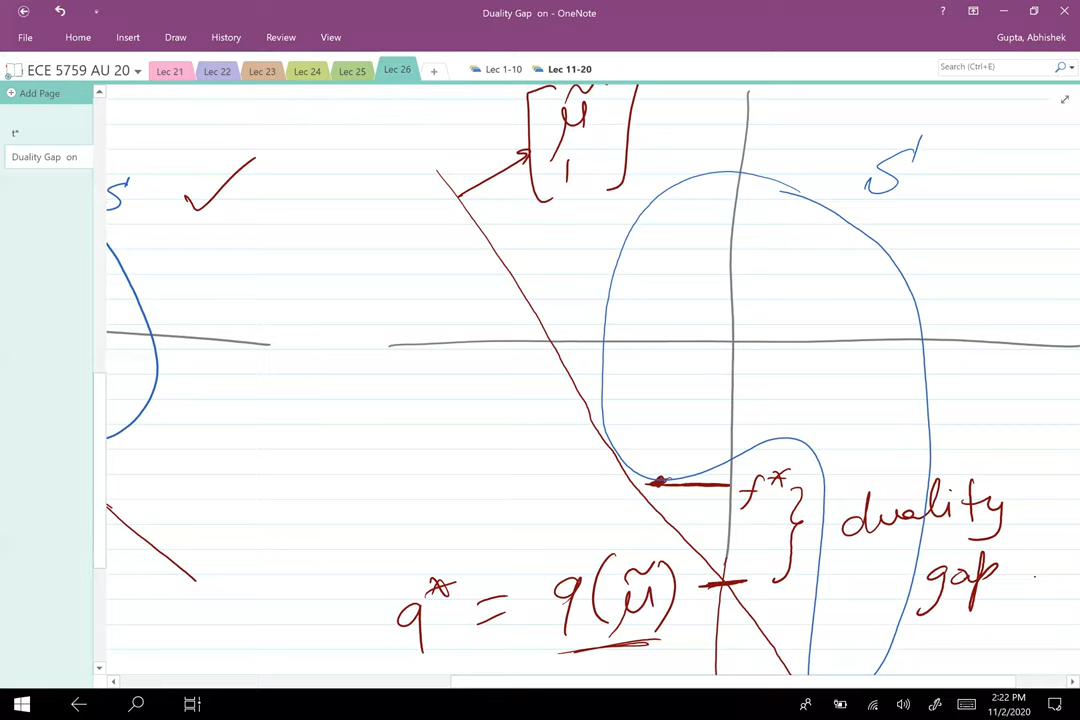 Duality Gap on - OneNote
?
File Home Insert Draw History Review View
Gupta, Abhishek
ECE 5759 AU 20
Lec 21 Lec 22 Lec 23 Lec 24 Lec 25 Lec 26 +
Lec 1-10 Lec 11-20
Search (Ctrl+E)
Add Page
t*
Duality Gap on
S
[μ̃
1]
S
f*
duality
gap
q* = q(μ̃)
2:22 PM
11/2/2020